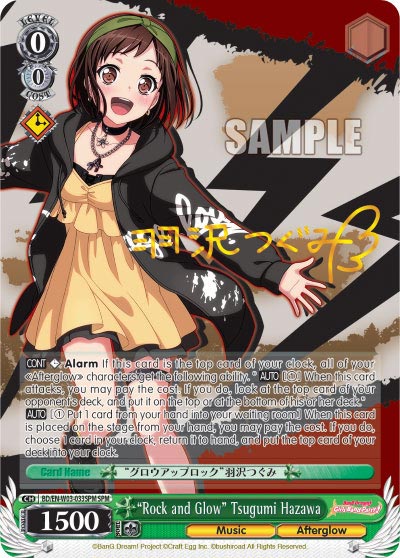 LEVEL
0
0
COST
SAMPLE
羽沢つぐみ
CONT Alarm If this card is the top card of your clock, all of your
«Afterglow» characters get the following ability. " AUTO [①] When this card
attacks, you may pay the cost. If you do, look at the top card of your
opponent's deck, and put it on the top or at the bottom of his or her deck."
AUTO [① Put 1 card from your hand into your waiting room] When this card
is placed on the stage from your hand, you may pay the cost. If you do,
choose 1 card in your clock, return it to hand, and put the top card of your
deck into clock.
Card Name
"グロウアップロック"羽沢つぐみ
CH
BD/EN-W03-033SPM SPM
"Rock and Glow" Tsugumi Hazawa
POWER
1500
Music
Afterglow
©BanG Dream! Project ©Craft Egg Inc. ©bushiroad All Rights Reserved.